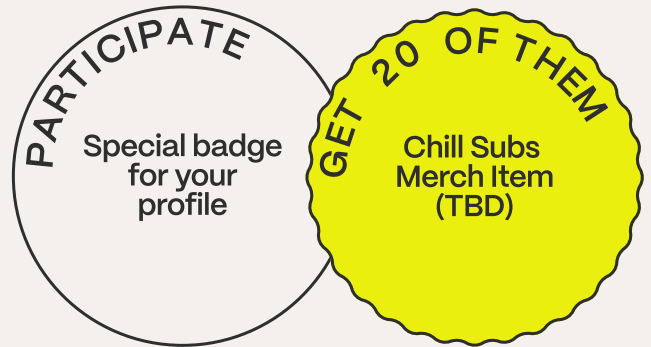 PARTICIPATE
Special badge
for your
profile
GET 20 OF THEM
Chill Subs
Merch Item
(TBD)